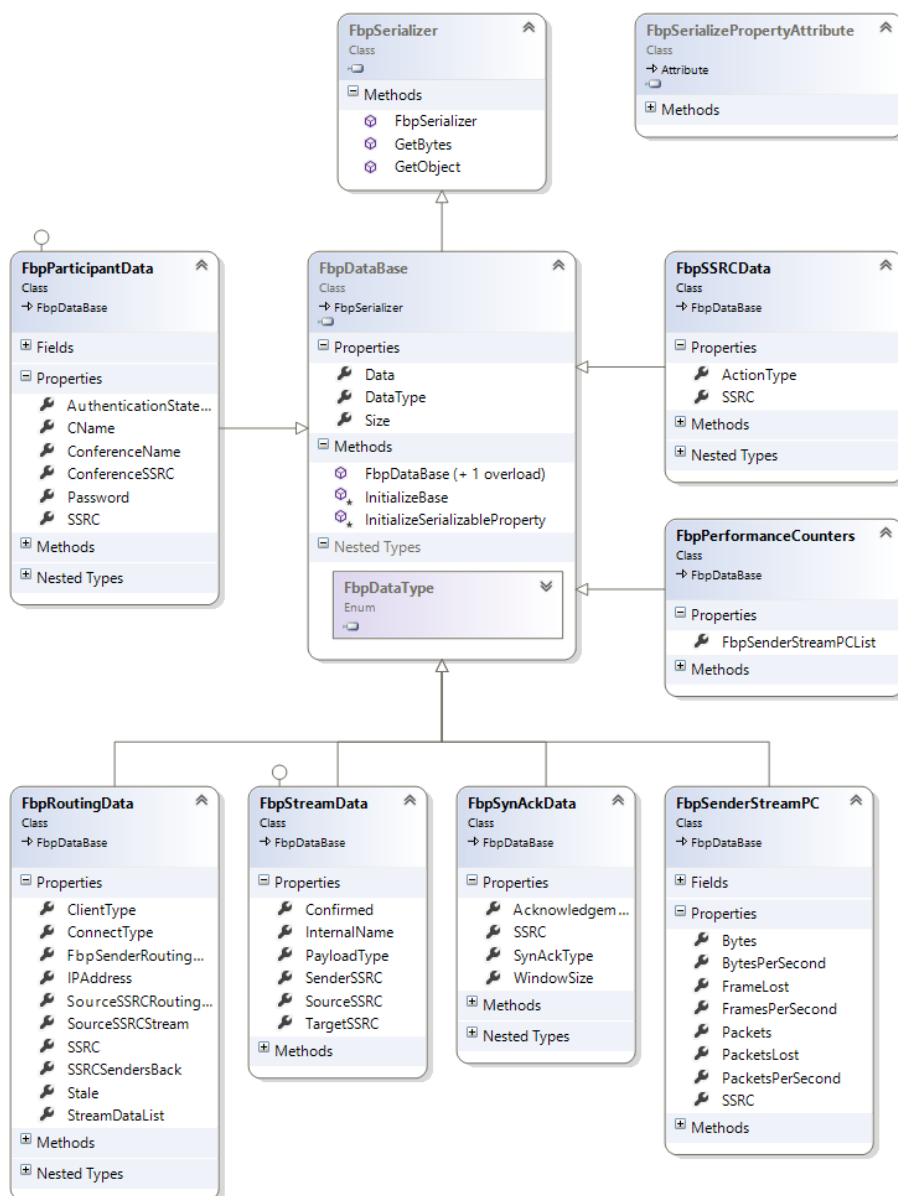 FbpSerializer
Class
Methods
FbpSerializer
GetBytes
GetObject
FbpSerializePropertyAttribute
Class
Attribute
Methods
FbpParticipantData
Class
FbpDataBase
Fields
Properties
AuthenticationState...
CName
ConferenceName
ConferenceSSRC
Password
SSRC
Methods
Nested Types
FbpDataBase
Class
FbpSerializer
Properties
Data
DataType
Size
Methods
FbpDataBase (+ 1 overload)
InitializeBase
InitializeSerializableProperty
Nested Types
FbpDataType
Enum
FbpSSRCData
Class
FbpDataBase
Properties
ActionType
SSRC
Methods
Nested Types
FbpPerformanceCounters
Class
FbpDataBase
Properties
FbpSenderStreamPCList
Methods
FbpRoutingData
Class
FbpDataBase
Properties
ClientType
ConnectType
FbpSenderRouting...
IPAddress
SourceSSRCRouting...
SourceSSRCStream
SSRC
SSRCSendersBack
Stale
StreamDataList
Methods
Nested Types
FbpStreamData
Class
FbpDataBase
Properties
Confirmed
InternalName
PayloadType
SenderSSRC
SourceSSRC
TargetSSRC
Methods
FbpSynAckData
Class
FbpDataBase
Properties
Acknowledgem...
SSRC
SynAckType
WindowSize
Methods
Nested Types
FbpSenderStreamPC
Class
FbpDataBase
Fields
Properties
Bytes
BytesPerSecond
FrameLost
FramesPerSecond
Packets
PacketsLost
PacketsPerSecond
SSRC
Methods